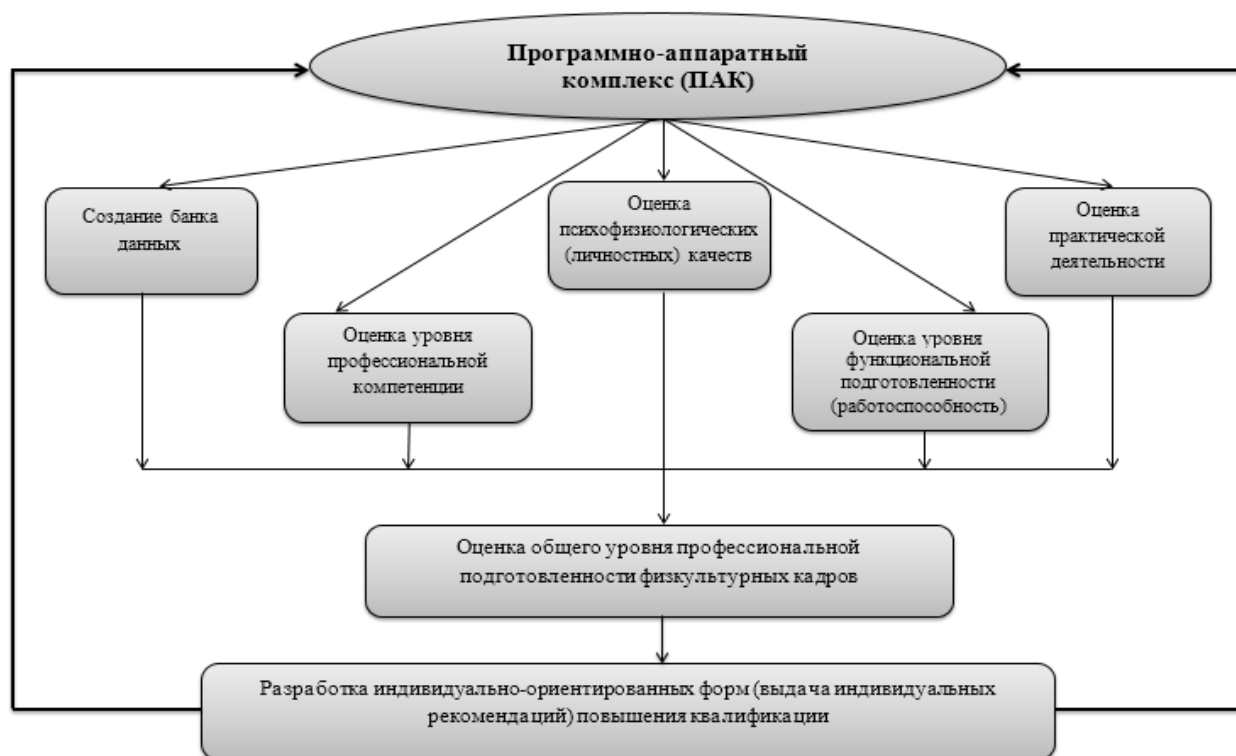 Программно-аппаратный
комплекс (ПАК)
Создание банка
данных
Оценка
психофизиологических
(личностных) качеств
Оценка
практической
деятельности
Оценка уровня
профессиональной
компетенции
Оценка уровня
функциональной
подготовленности
(работоспособность)
Оценка общего уровня профессиональной
подготовленности физкультурных кадров
Разработка индивидуально-ориентированных форм (выдача индивидуальных
рекомендаций) повышения квалификации